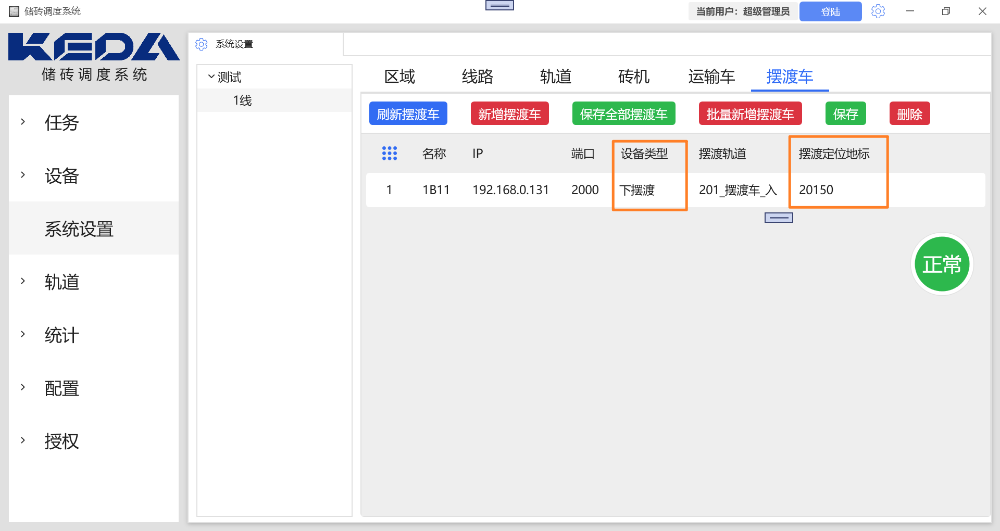 储砖调度系统
当前用户：超级管理员
登陆
KEDA
储砖调度系统
任务
设备
系统设置
轨道
统计
配置
授权
系统设置
测试
1线
区域 线路 轨道 砖机 运输车 摆渡车
刷新摆渡车 新增摆渡车 保存全部摆渡车 批量新增摆渡车 保存 删除
名称 IP 端口 设备类型 摆渡轨道 摆渡定位地标
1 1B11 192.168.0.131 2000 下摆渡 201_摆渡车_入 20150
正常